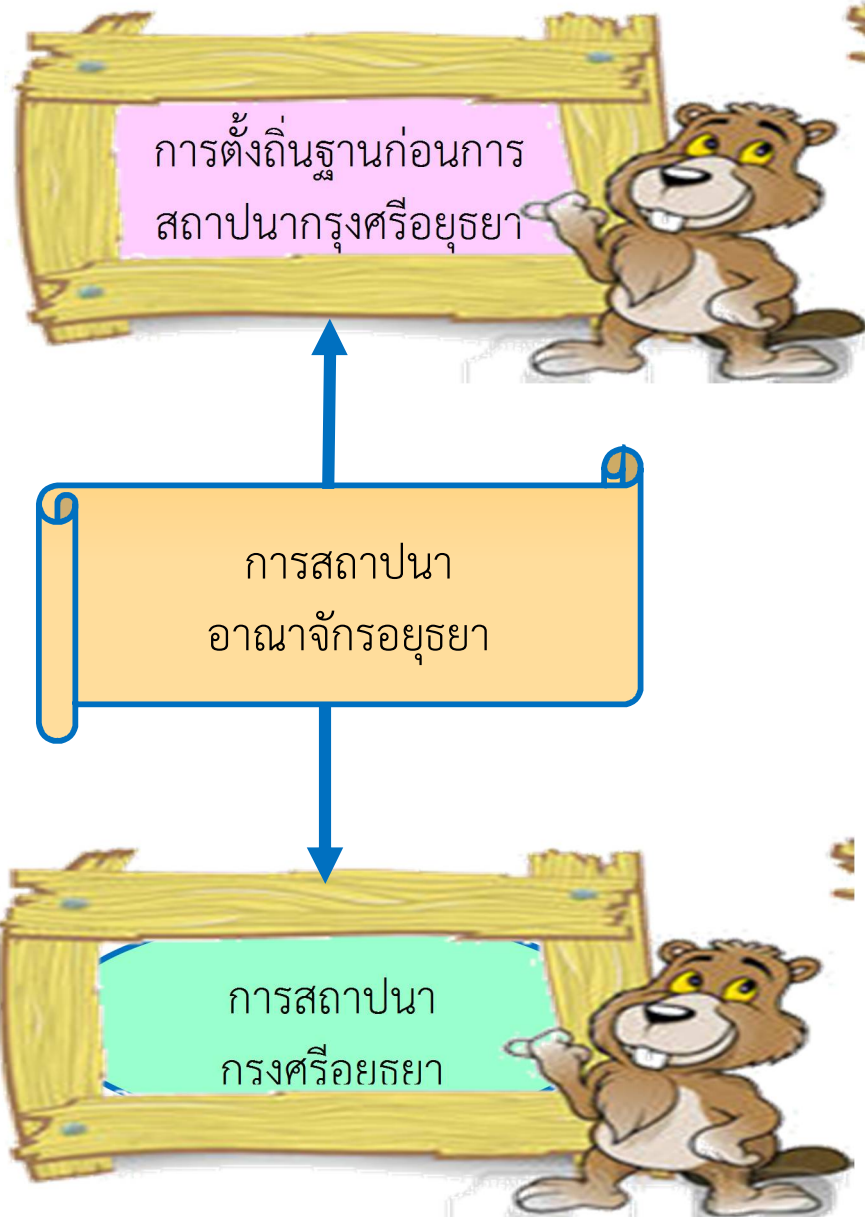 การตั้งถิ่นฐานก่อนการ
สถาปนากรุงศรีอยุธยา
การสถาปนา
อาณาจักรอยุธยา
การสถาปนา
กรุงศรีอยุธยา